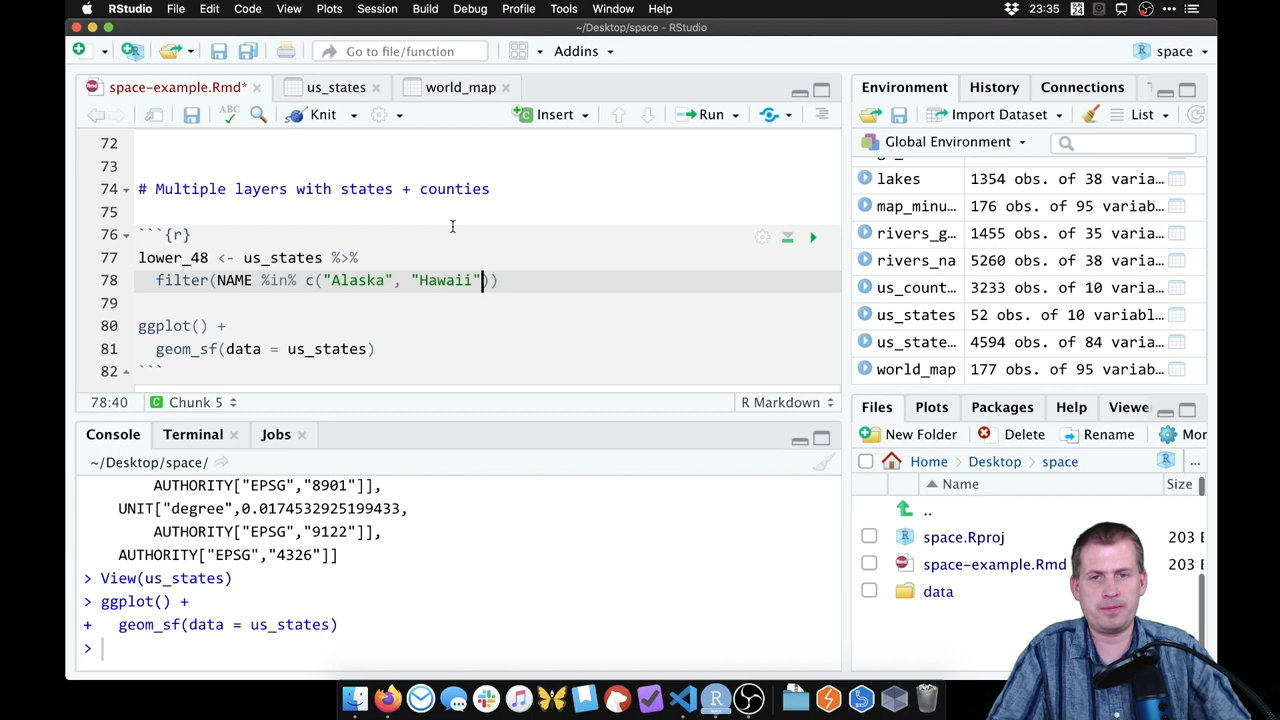 RStudio File Edit Code View Plots Session Build Debug Profile Tools Window Help 23:35
~/Desktop/space - RStudio
Go to file/function Addins space
space-example.Rmd* us_states world_map
Knit Insert Run
72
73
74 # Multiple layers with states + counties
75
76 ```{r}
77 lower_48 <- us_states %>%
78 filter(NAME %in% c("Alaska", "Hawaii"))
79
80 ggplot() +
81 geom_sf(data = us_states)
82 ```
78:40 Chunk 5 R Markdown
Console Terminal Jobs
~/Desktop/space/
AUTHORITY["EPSG","8901"]],
UNIT["degree",0.0174532925199433,
AUTHORITY["EPSG","9122"]],
AUTHORITY["EPSG","4326"]]
> View(us_states)
> ggplot() +
+ geom_sf(data = us_states)
>
Environment History Connections
Import Dataset List
Global Environment
lakes 1354 obs. of 38 varia…
map_minu… 176 obs. of 95 variab…
rivers_g… 1455 obs. of 35 varia…
rivers_na 5260 obs. of 38 varia…
us_count… 3233 obs. of 10 varia…
us_states 52 obs. of 10 variabl…
us_state… 4594 obs. of 84 varia…
world_map 177 obs. of 95 variab…
Files Plots Packages Help Viewe
New Folder Delete Rename Mor
Home Desktop space ...
Name Size
..
space.Rproj 203
space-example.Rmd 203
data